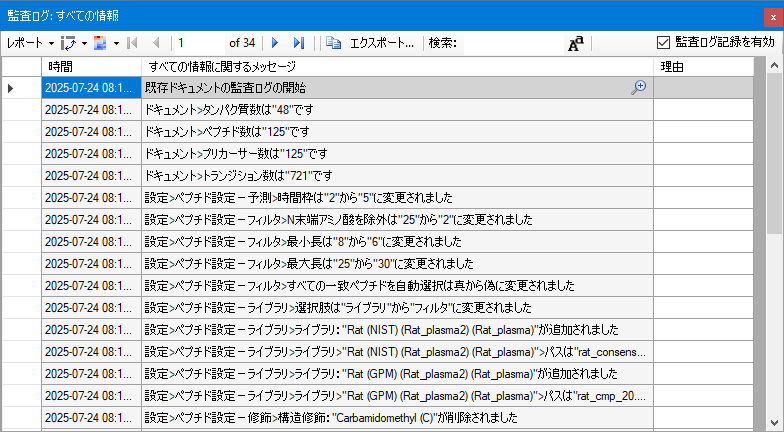 監査ログ: すべての情報
レポート 1 of 34 エクスポート... 検索: 監査ログ記録を有効
時間 すべての情報に関するメッセージ 理由
2025-07-24 08:1... 既存ドキュメントの監査ログの開始
2025-07-24 08:1... ドキュメント>タンパク質数は"48"です
2025-07-24 08:1... ドキュメント>ペプチド数は"125"です
2025-07-24 08:1... ドキュメント>プリカーサー数は"125"です
2025-07-24 08:1... ドキュメント>トランジション数は"721"です
2025-07-24 08:1... 設定>ペプチド設定－予測>時間枠は"2"から"5"に変更されました
2025-07-24 08:1... 設定>ペプチド設定－フィルタ>N末端アミノ酸を除外は"25"から"2"に変更されました
2025-07-24 08:1... 設定>ペプチド設定－フィルタ>最小長は"8"から"6"に変更されました
2025-07-24 08:1... 設定>ペプチド設定－フィルタ>最大長は"25"から"30"に変更されました
2025-07-24 08:1... 設定>ペプチド設定－フィルタ>すべての一致ペプチドを自動選択は真から偽に変更されました
2025-07-24 08:1... 設定>ペプチド設定－ライブラリ>選択肢は"ライブラリ"から"フィルタ"に変更されました
2025-07-24 08:1... 設定>ペプチド設定－ライブラリ>ライブラリ: "Rat (NIST) (Rat_plasma2) (Rat_plasma)"が追加されました
2025-07-24 08:1... 設定>ペプチド設定－ライブラリ>ライブラリ>"Rat (NIST) (Rat_plasma2) (Rat_plasma)">パスは"rat_consens...
2025-07-24 08:1... 設定>ペプチド設定－ライブラリ>ライブラリ: "Rat (GPM) (Rat_plasma2) (Rat_plasma)"が追加されました
2025-07-24 08:1... 設定>ペプチド設定－ライブラリ>ライブラリ>"Rat (GPM) (Rat_plasma2) (Rat_plasma)">パスは"rat_cmp_20...
2025-07-24 08:1... 設定>ペプチド設定－修飾>構造修飾: "Carbamidomethyl (C)"が削除されました